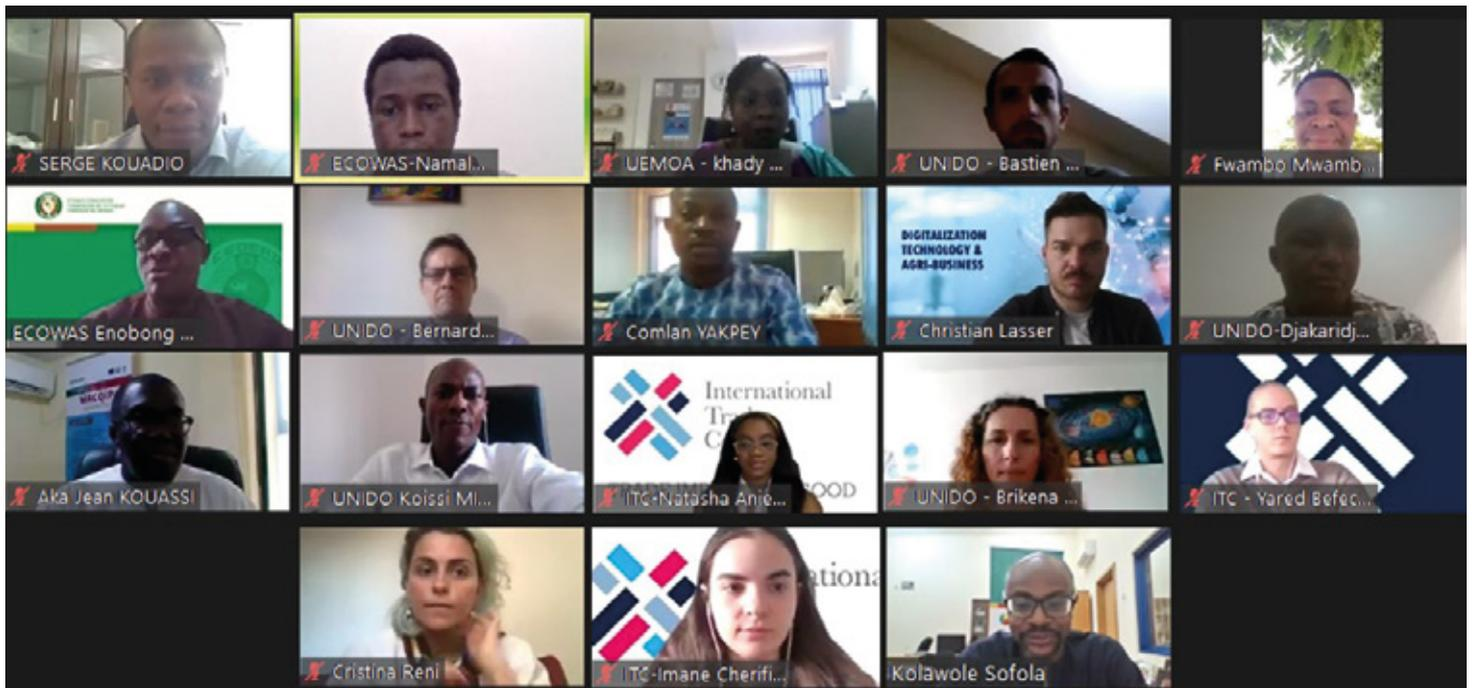 SERGE KOUADIO
ECOWAS-Namal...
UEMOA - khady ...
UNIDO - Bastien ...
Fwambo Mwamb...
ECOWAS Enobong ...
UNIDO - Bernard...
Comlan YAKPEY
DIGITALIZATION
TECHNOLOGY &
AGRI-BUSINESS
Christian Lasser
UNIDO-Djakaridj...
Aka Jean KOUASSI
UNIDO Koissi MI...
International
ITC-Natasha Anie...
UNIDO - Brikena ...
ITC - Yared Befec...
Cristina Reni
ITC-Imane Cherifi...
Kolawole Sofola